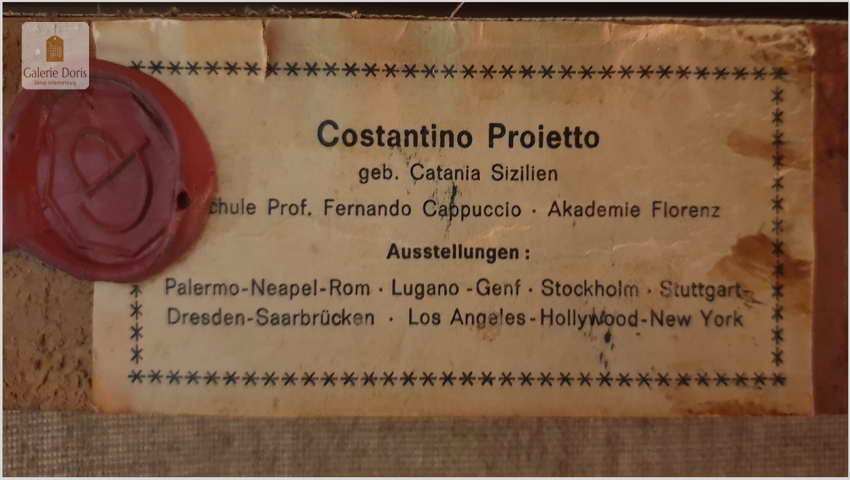 Galerie Doris
Costantino Proietto
geb. Catania Sizilien
chule Prof. Fernando Cappuccio · Akademie Florenz
Ausstellungen:
Palermo-Neapel-Rom · Lugano -Genf · Stockholm · Stuttgart-
Dresden-Saarbrücken · Los Angeles-Hollywood-New York